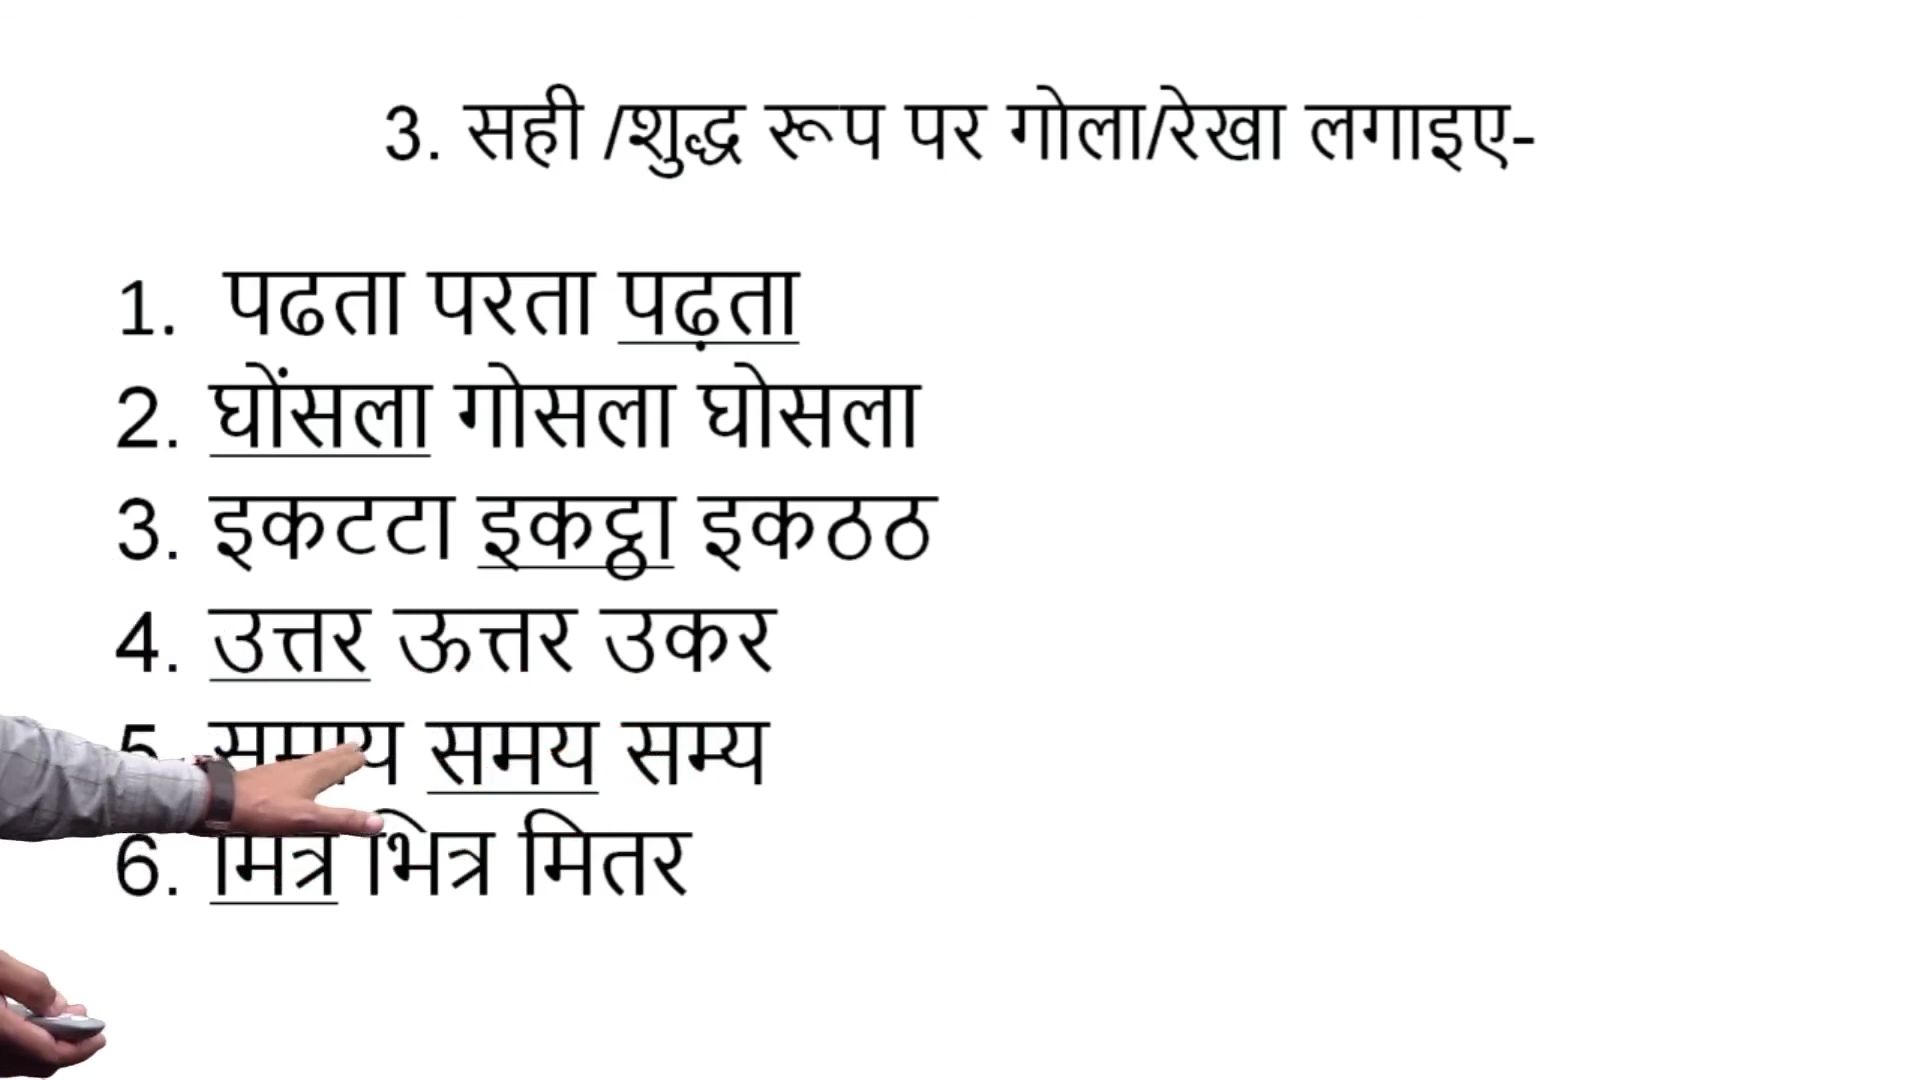 3. सही /शुद्ध रूप पर गोला/रेखा लगाइए-
1. पढता परता पढ़ता
2. घोंसला गोसला घोसला
3. इकटटा इकट्ठा इकठठ
4. उत्तर ऊत्तर उकर
5. समय सम्य
6. मित्र भित्र मितर